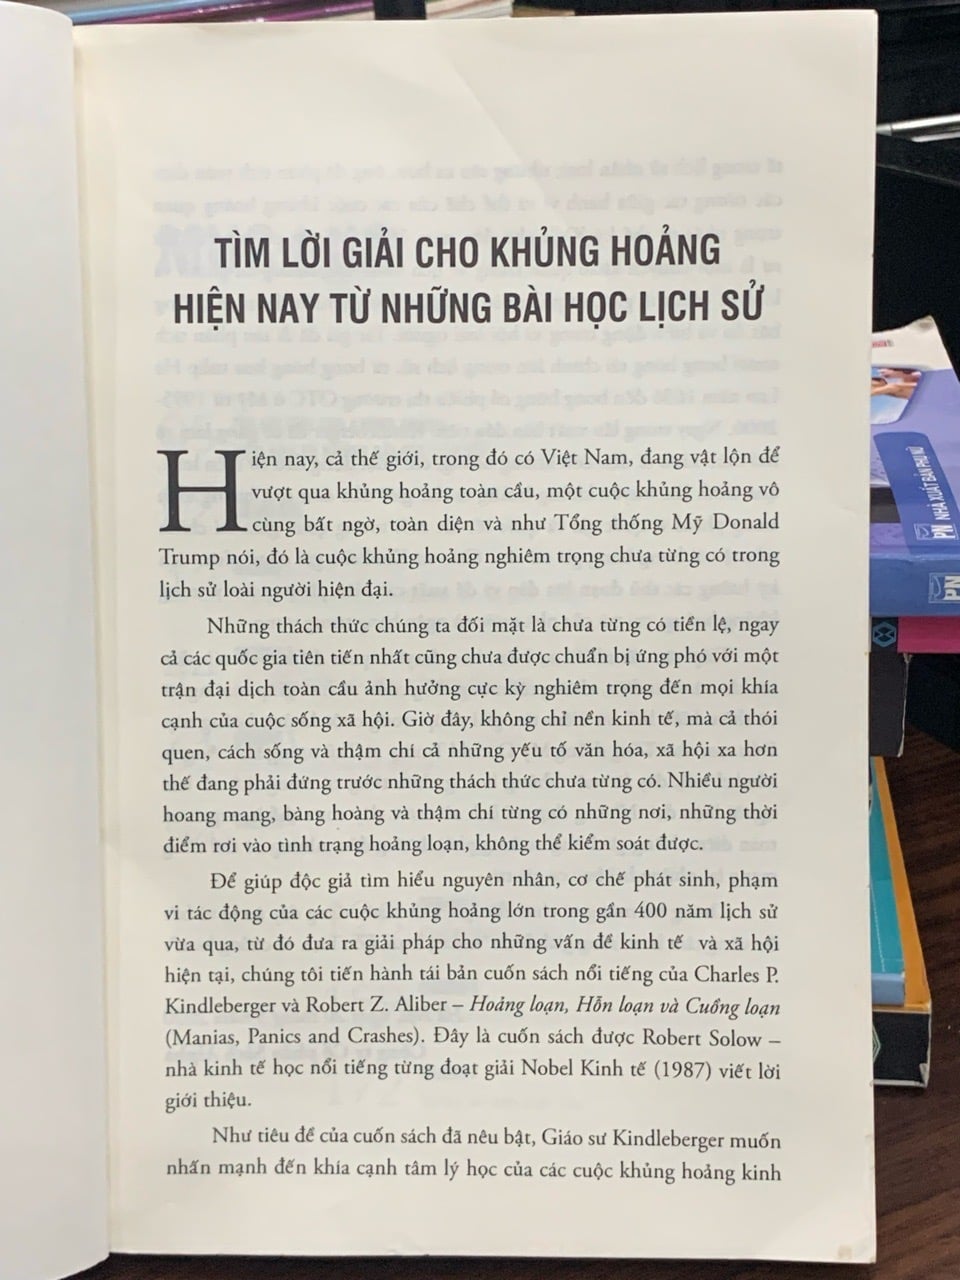 TÌM LỜI GIẢI CHO KHỦNG HOẢNG
HIỆN NAY TỪ NHỮNG BÀI HỌC LỊCH SỬ
Hiện nay, cả thế giới, trong đó có Việt Nam, đang vật lộn để
vượt qua khủng hoảng toàn cầu, một cuộc khủng hoảng vô
cùng bất ngờ, toàn diện và như Tổng thống Mỹ Donald
Trump nói, đó là cuộc khủng hoảng nghiêm trọng chưa từng có trong
lịch sử loài người hiện đại.
Những thách thức chúng ta đối mặt là chưa từng có tiền lệ, ngay
cả các quốc gia tiên tiến nhất cũng chưa được chuẩn bị ứng phó với một
trận đại dịch toàn cầu ảnh hưởng cực kỳ nghiêm trọng đến mọi khía
cạnh của cuộc sống xã hội. Giờ đây, không chỉ nền kinh tế, mà cả thói
quen, cách sống và thậm chí cả những yếu tố văn hóa, xã hội xa hơn
thế đang phải đứng trước những thách thức chưa từng có. Nhiều người
hoang mang, bàng hoàng và thậm chí từng có những nơi, những thời
điểm rơi vào tình trạng hoảng loạn, không thể kiểm soát được.
Để giúp độc giả tìm hiểu nguyên nhân, cơ chế phát sinh, phạm
vi tác động của các cuộc khủng hoảng lớn trong gần 400 năm lịch sử
vừa qua, từ đó đưa ra giải pháp cho những vấn đề kinh tế và xã hội
hiện tại, chúng tôi tiến hành tái bản cuốn sách nổi tiếng của Charles P.
Kindleberger và Robert Z. Aliber – Hoảng loạn, Hỗn loạn và Cuồng loạn
(Manias, Panics and Crashes). Đây là cuốn sách được Robert Solow –
nhà kinh tế học nổi tiếng từng đoạt giải Nobel Kinh tế (1987) viết lời
giới thiệu.
Như tiêu đề của cuốn sách đã nêu bật, Giáo sư Kindleberger muốn
nhấn mạnh đến khía cạnh tâm lý học của các cuộc khủng hoảng kinh
PN NHÀ XUẤT BẢN PHỤ NỮ
PN